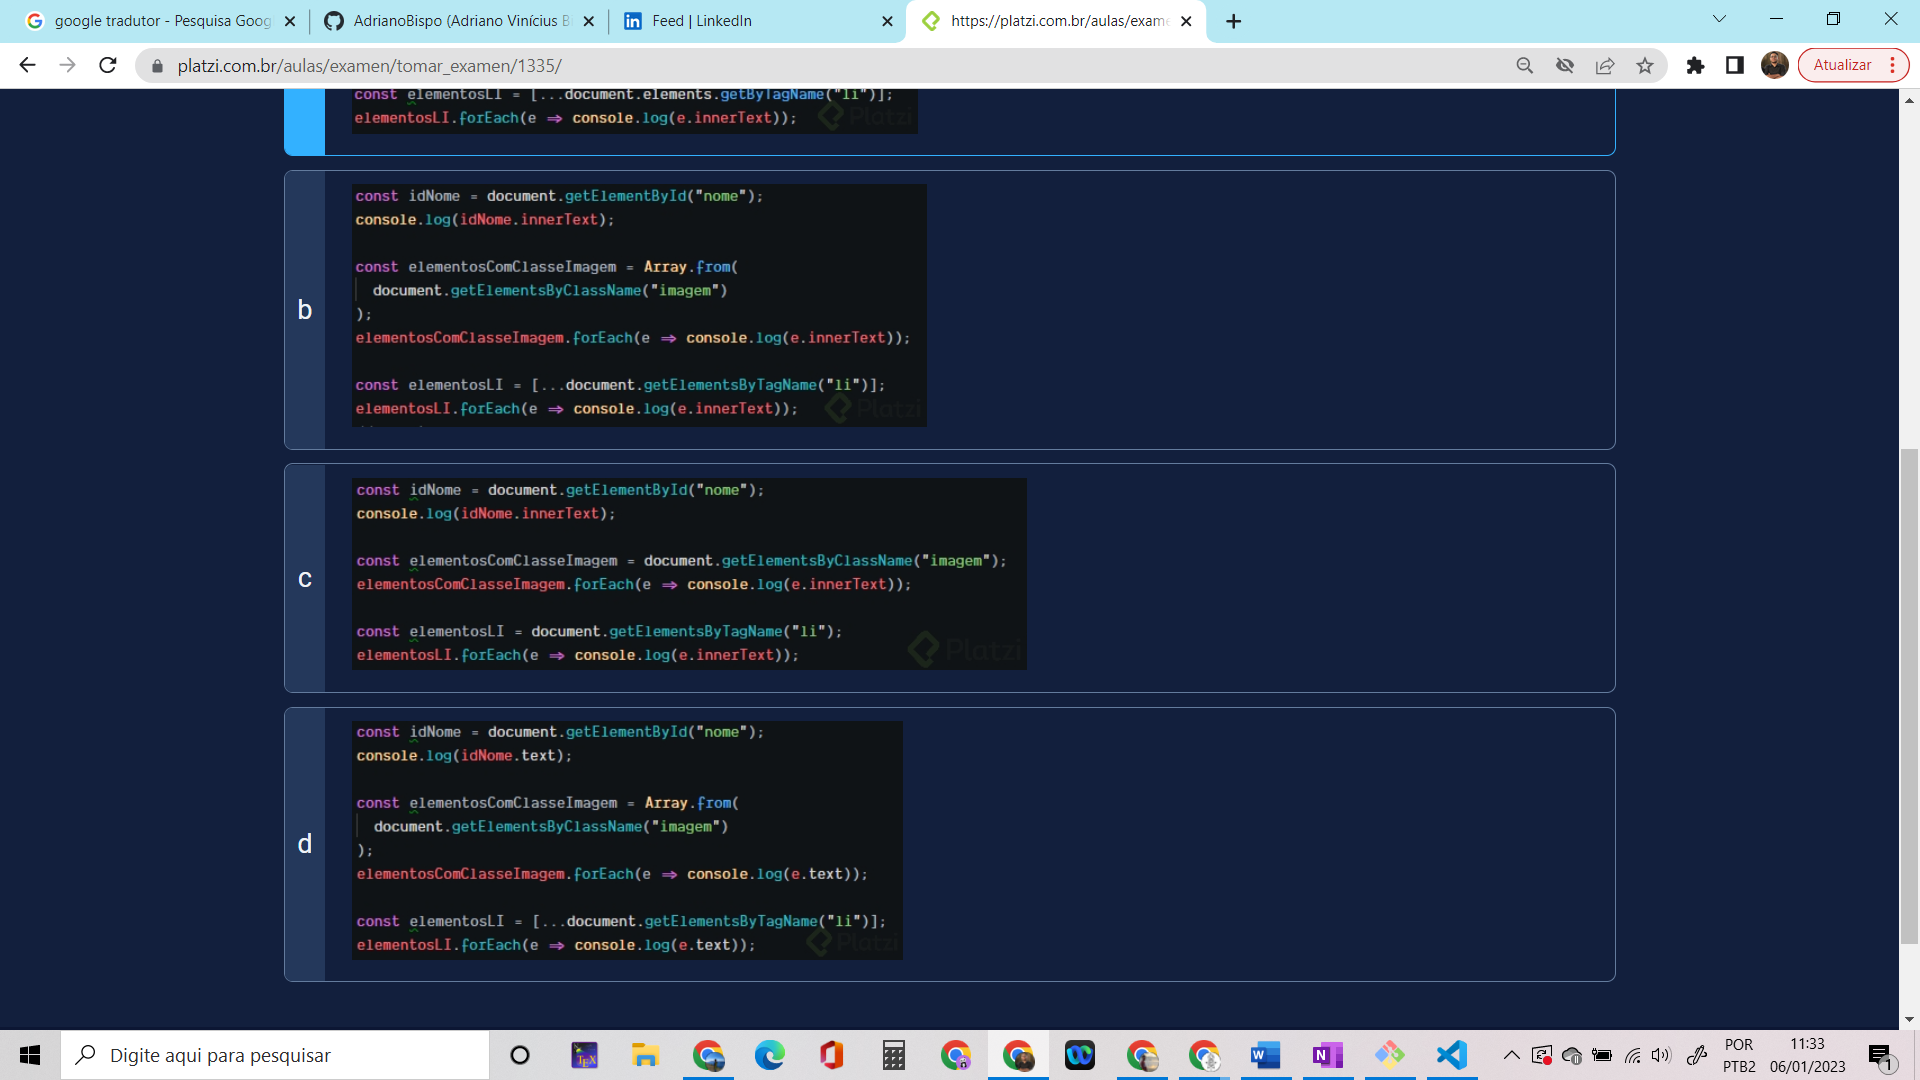 google tradutor - Pesquisa Goog
AdrianoBispo (Adriano Vinícius B
Feed | LinkedIn
https://platzi.com.br/aulas/exame
platzi.com.br/aulas/examen/tomar_examen/1335/
Atualizar
const elementosLI = [...document.elements.getByTagName("li")];
elementosLI.forEach(e ⇒ console.log(e.innerText));
Platzi
b
const idNome = document.getElementById("nome");
console.log(idNome.innerText);
const elementosComClasseImagem = Array.from(
document.getElementsByClassName("imagem")
);
elementosComClasseImagem.forEach(e ⇒ console.log(e.innerText));
const elementosLI = [...document.getElementsByTagName("li")];
elementosLI.forEach(e ⇒ console.log(e.innerText));
Platzi
c
const idNome = document.getElementById("nome");
console.log(idNome.innerText);
const elementosComClasseImagem = document.getElementsByClassName("imagem");
elementosComClasseImagem.forEach(e ⇒ console.log(e.innerText));
const elementosLI = document.getElementsByTagName("li");
elementosLI.forEach(e ⇒ console.log(e.innerText));
Platzi
d
const idNome = document.getElementById("nome");
console.log(idNome.text);
const elementosComClasseImagem = Array.from(
document.getElementsByClassName("imagem")
);
elementosComClasseImagem.forEach(e ⇒ console.log(e.text));
const elementosLI = [...document.getElementsByTagName("li")];
elementosLI.forEach(e ⇒ console.log(e.text));
Platzi
Digite aqui para pesquisar
POR
PTB2
11:33
06/01/2023
1